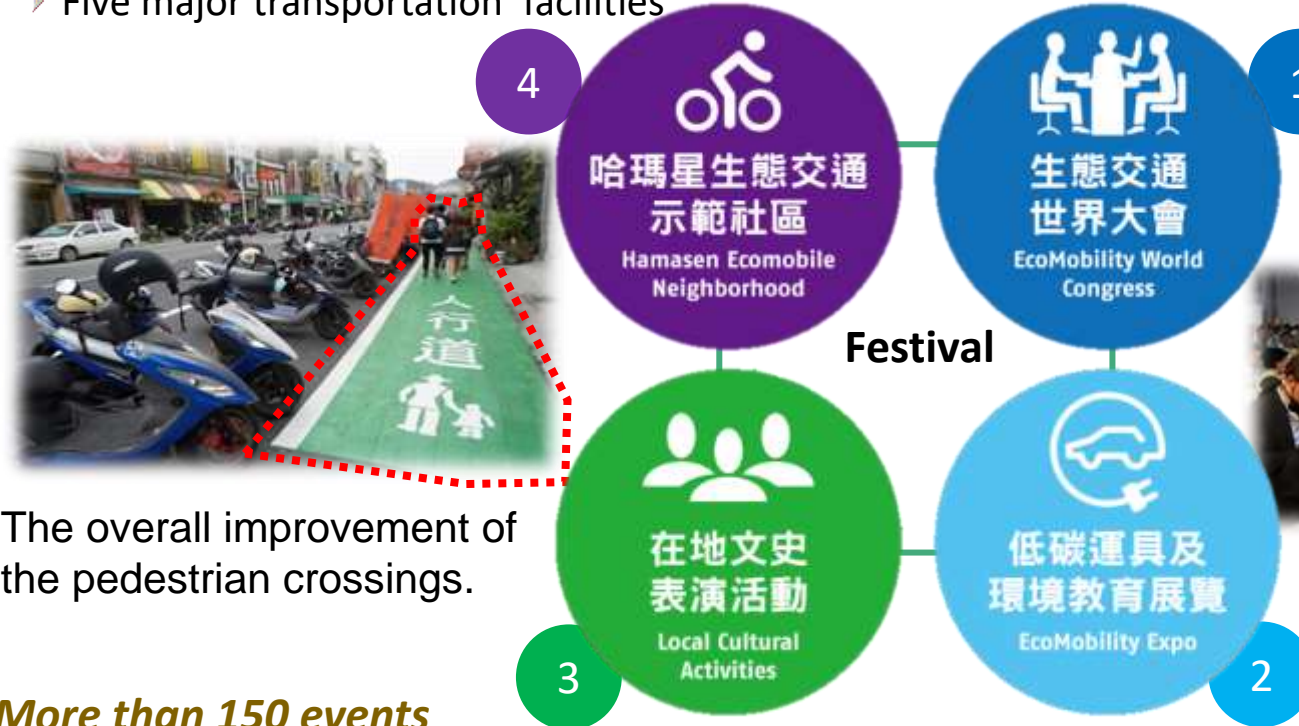 Five major transportation facilities
4
哈瑪星生態交通
示範社區
Hamasen Ecomobile
Neighborhood
1
生態交通
世界大會
EcoMobility World
Congress
人行道
Festival
The overall improvement of
the pedestrian crossings.
3
在地文史
表演活動
Local Cultural
Activities
低碳運具及
環境教育展覽
EcoMobility Expo
2
More than 150 events